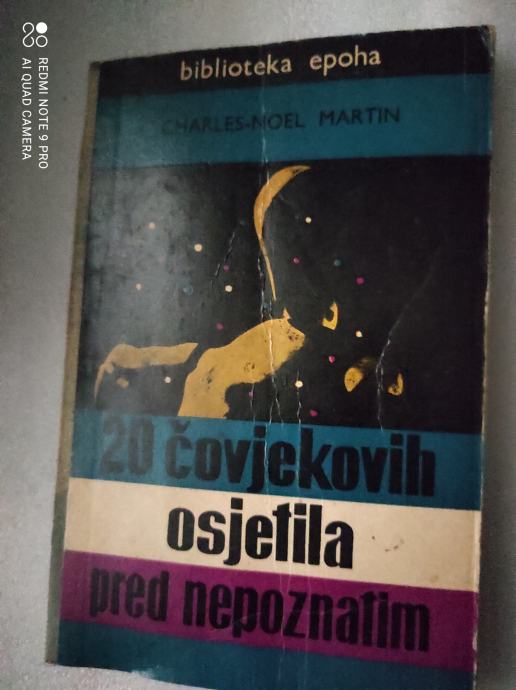 REDMI NOTE 9 PRO
AI QUAD CAMERA
biblioteka epoha
CHARLES-NOEL MARTIN
20 čovjekovih
osjetila
pred nepoznatim